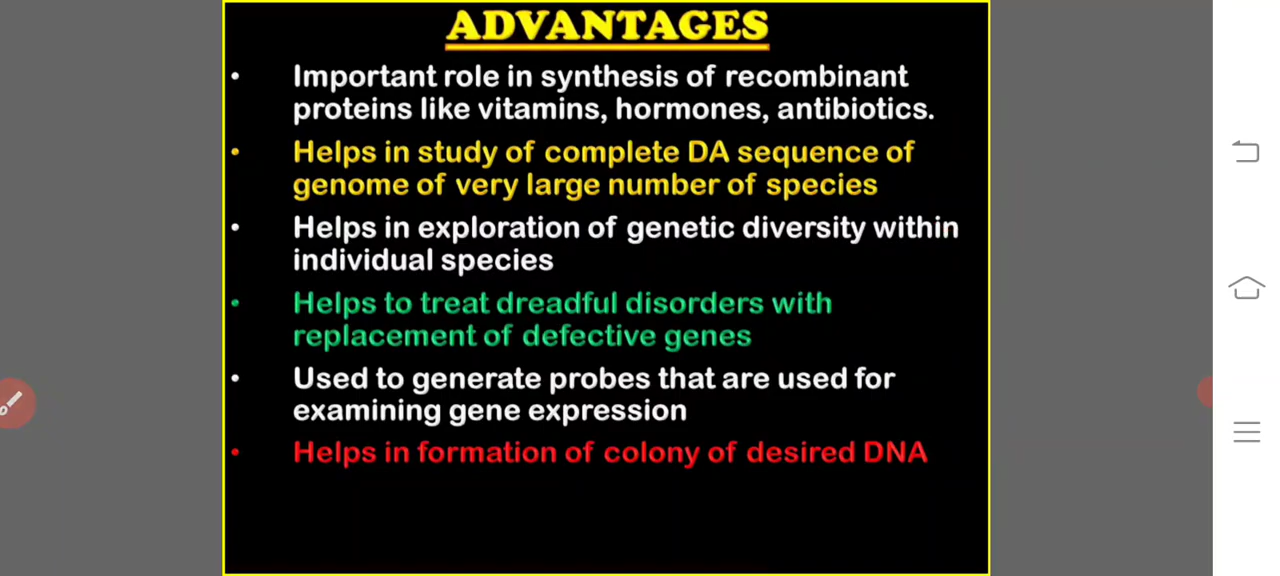 ADVANTAGES
• Important role in synthesis of recombinant
proteins like vitamins, hormones, antibiotics.
• Helps in study of complete DA sequence of
genome of very large number of species
• Helps in exploration of genetic diversity within
individual species
• Helps to treat dreadful disorders with
replacement of defective genes
• Used to generate probes that are used for
examining gene expression
• Helps in formation of colony of desired DNA